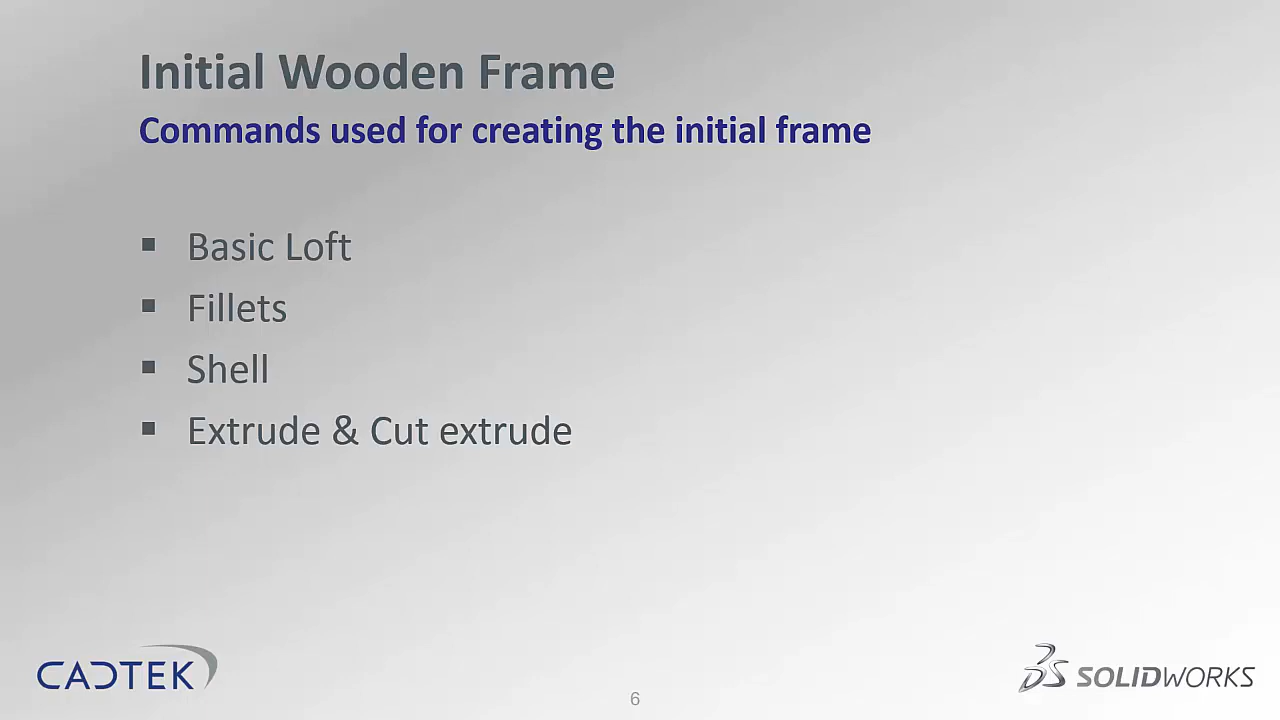 Initial Wooden Frame
Commands used for creating the initial frame
▪ Basic Loft
▪ Fillets
▪ Shell
▪ Extrude & Cut extrude
CADTEK
SOLIDWORKS
6